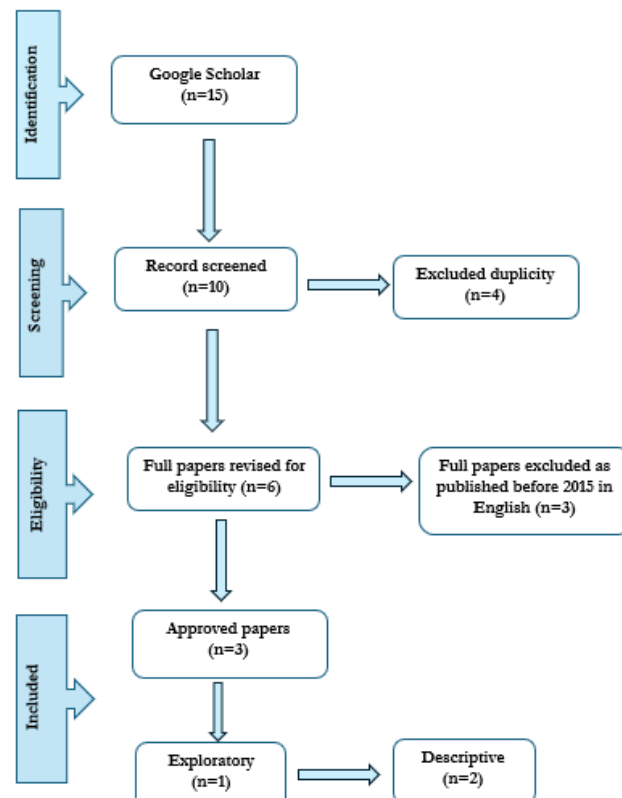 Identification
Google Scholar
(n=15)
Screening
Record screened
(n=10)
Excluded duplicity
(n=4)
Eligibility
Full papers revised for
eligibility (n=6)
Full papers excluded as
published before 2015 in
English (n=3)
Included
Approved papers
(n=3)
Exploratory
(n=1)
Descriptive
(n=2)